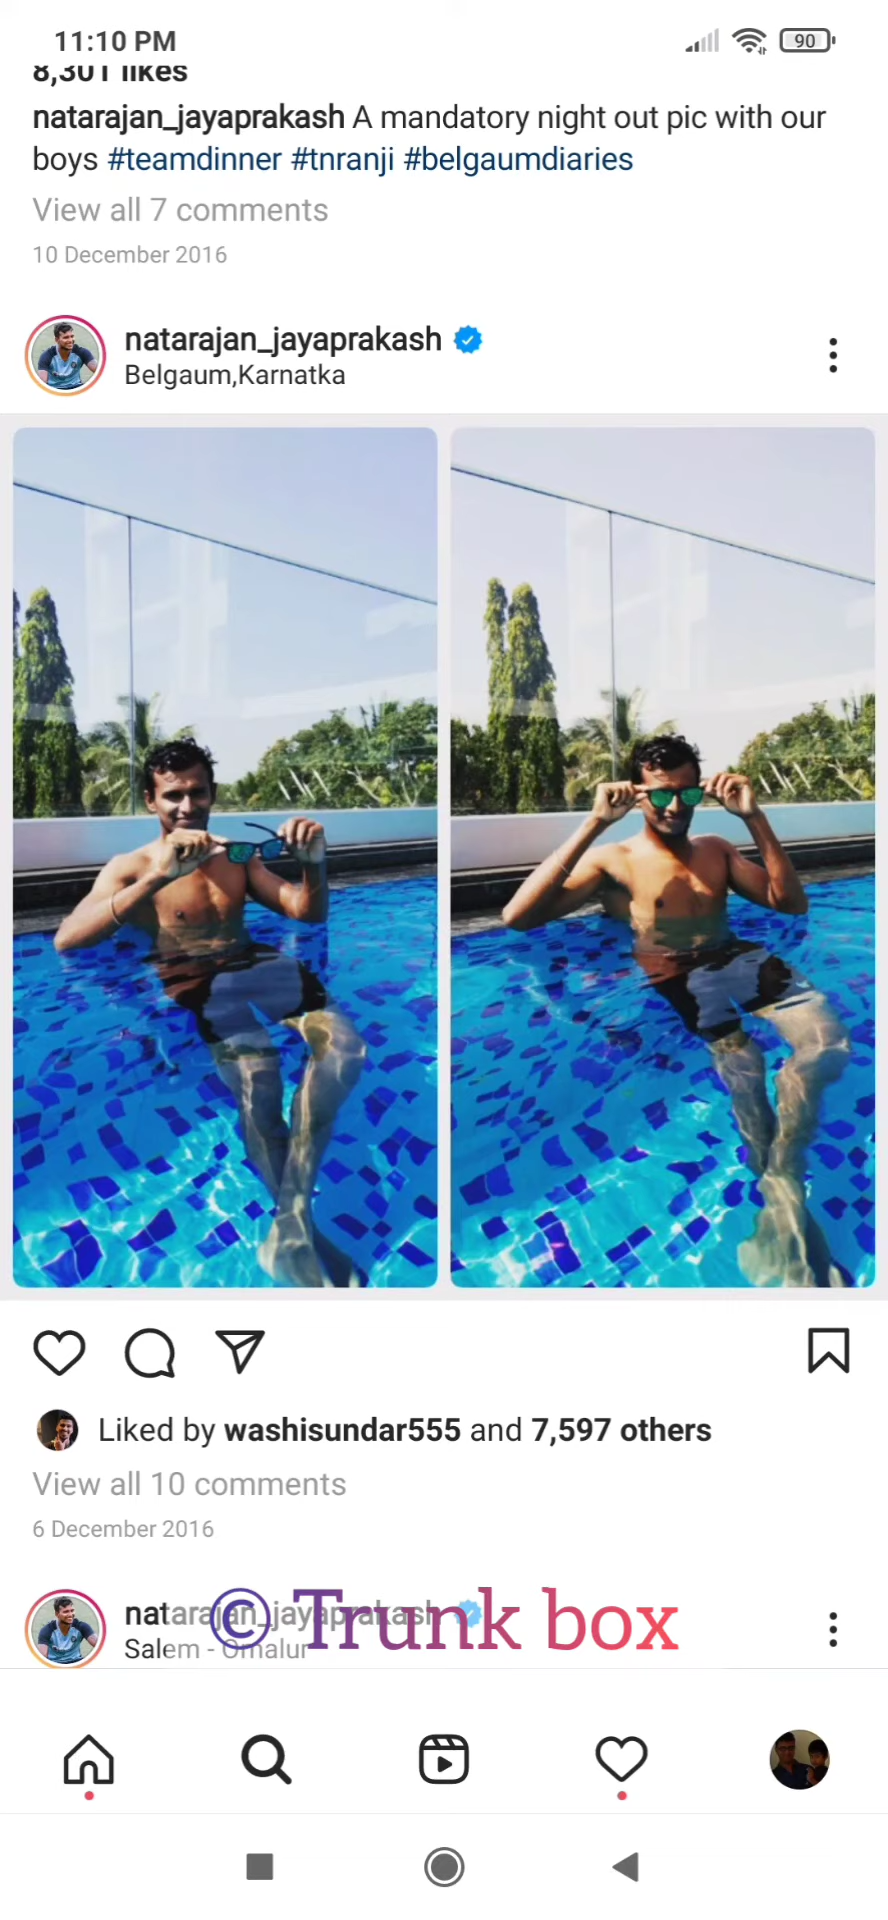 11:10 PM
90
8,301 likes
natarajan_jayaprakash A mandatory night out pic with our
boys #teamdinner #tnranji #belgaumdiaries
View all 7 comments
10 December 2016
natarajan_jayaprakash
Belgaum,Karnatka
Liked by washisundar555 and 7,597 others
View all 10 comments
6 December 2016
natarajan_jayaprakash
© Trunk box
Salem - Omalur